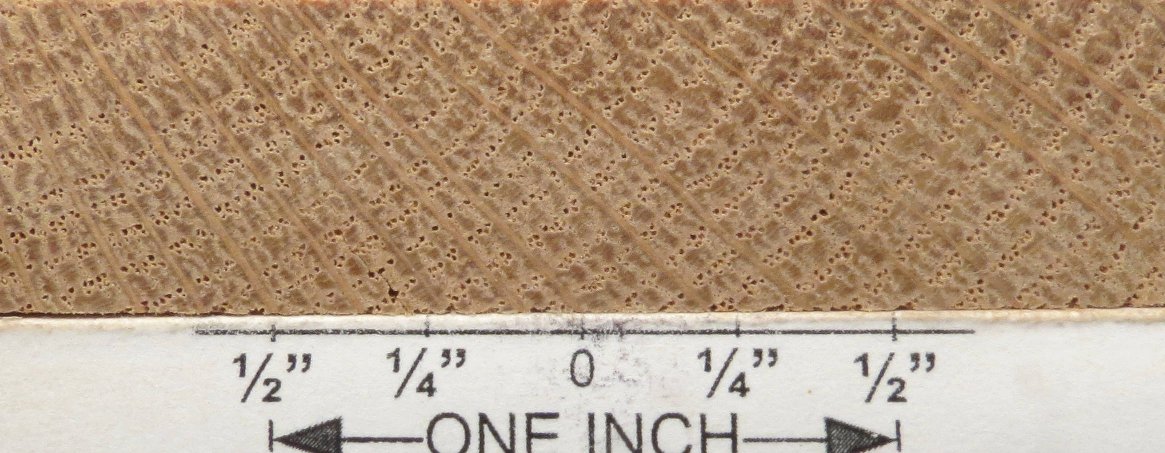 ½” ¼” 0 ¼” ½”
ONE INCH